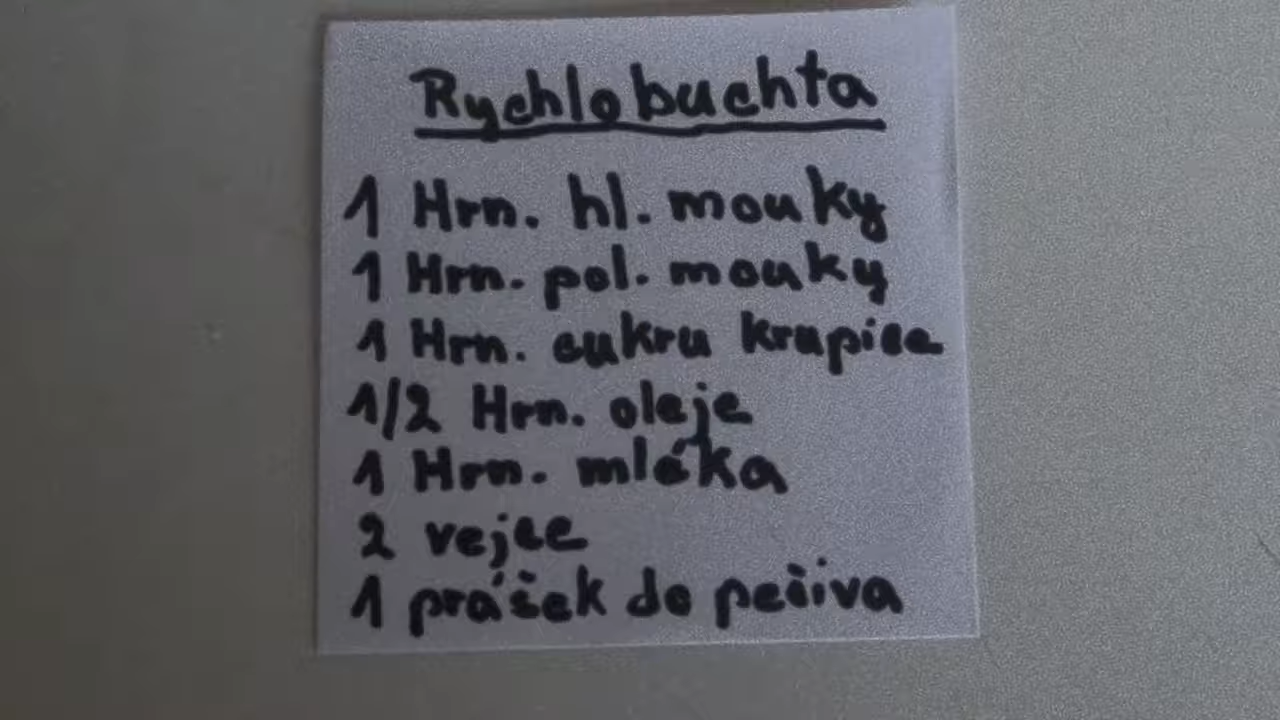 Rychlobuchta
1 Hrn. hl. mouky
1 Hrn. pol. mouky
1 Hrn. cukru krupice
1/2 Hrn. oleje
1 Hrn. mléka
2 vejce
1 prášek do pečiva